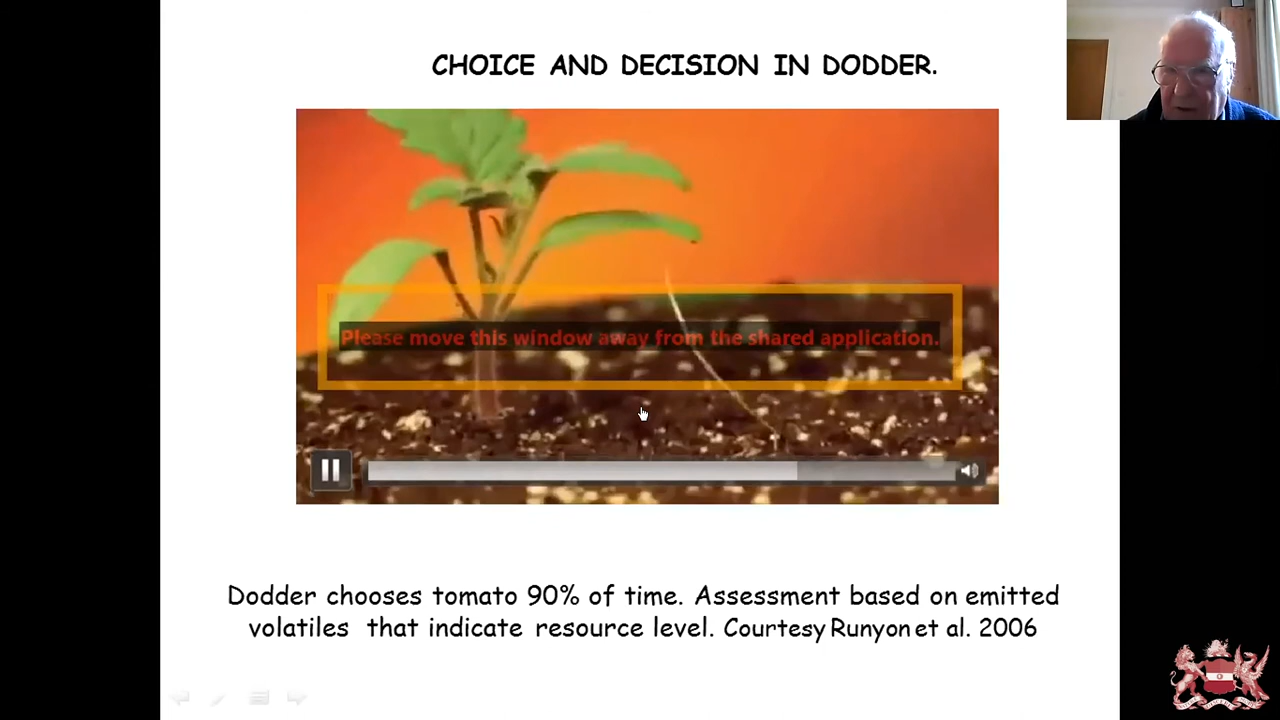 CHOICE AND DECISION IN DODDER.
Please move this window away from the shared application.
Dodder chooses tomato 90% of time. Assessment based on emitted
volatiles that indicate resource level. Courtesy Runyon et al. 2006